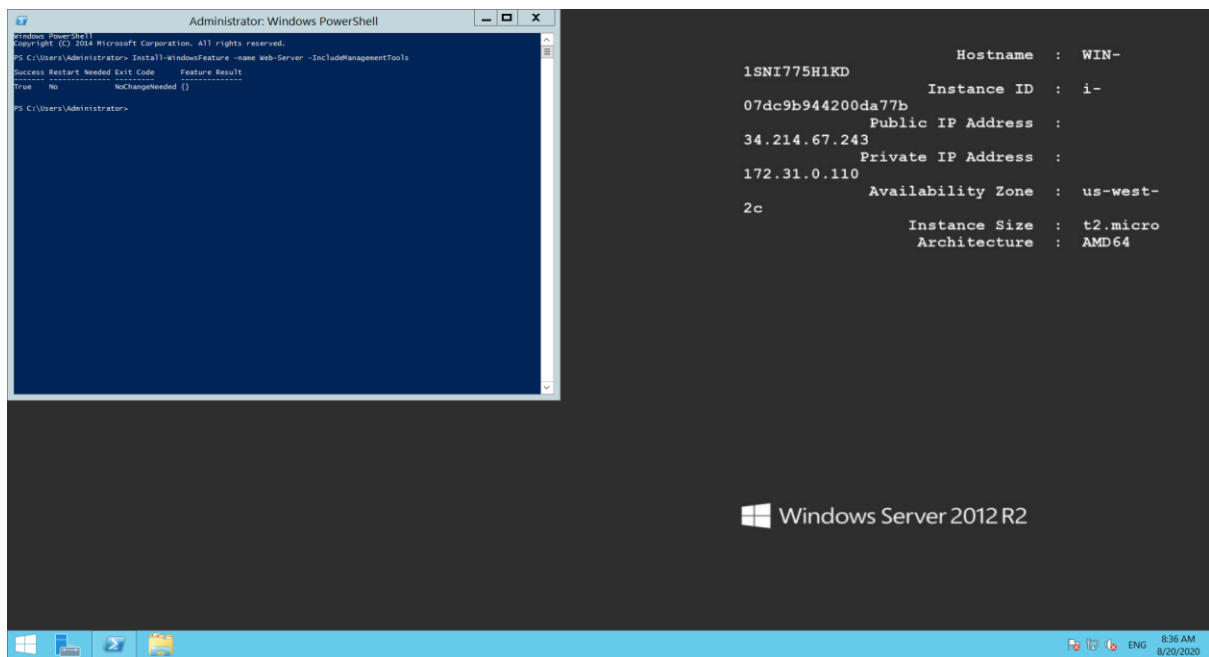 Administrator: Windows PowerShell
Windows PowerShell
Copyright (C) 2014 Microsoft Corporation. All rights reserved.
PS C:\Users\Administrator> Install-WindowsFeature -name Web-Server -IncludeManagementTools
Success Restart Needed Exit Code Feature Result
------- -------------- --------- --------------
True No NoChangeNeeded {}
PS C:\Users\Administrator>
Hostname : WIN-
1SNI775H1KD
Instance ID : i-
07dc9b944200da77b
Public IP Address :
34.214.67.243
Private IP Address :
172.31.0.110
Availability Zone : us-west-
2c
Instance Size : t2.micro
Architecture : AMD64
Windows Server 2012 R2
ENG
8:36 AM
8/20/2020